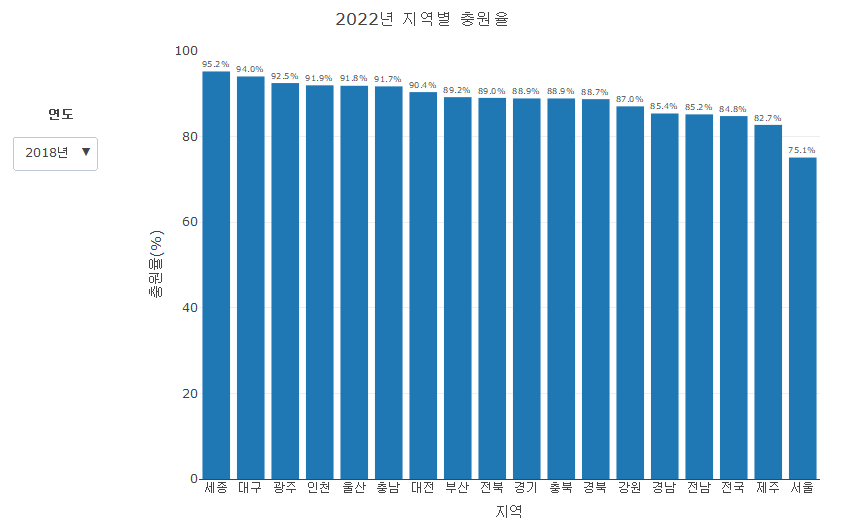 2022년 지역별 충원율
연도
2018년 ▼
충원율(%)
100
80
60
40
20
0
95.2% 94.0% 92.5% 91.9% 91.8% 91.7% 90.4% 89.2% 89.0% 88.9% 88.9% 88.7% 87.0% 85.4% 85.2% 84.8% 82.7% 75.1%
세종 대구 광주 인천 울산 충남 대전 부산 전북 경기 충북 경북 강원 경남 전남 전국 제주 서울
지역